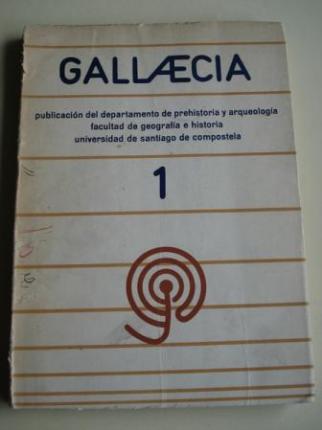 GALLÆCIA
publicación del departamento de prehistoria y arqueología
facultad de geografía e historia
universidad de santiago de compostela
1